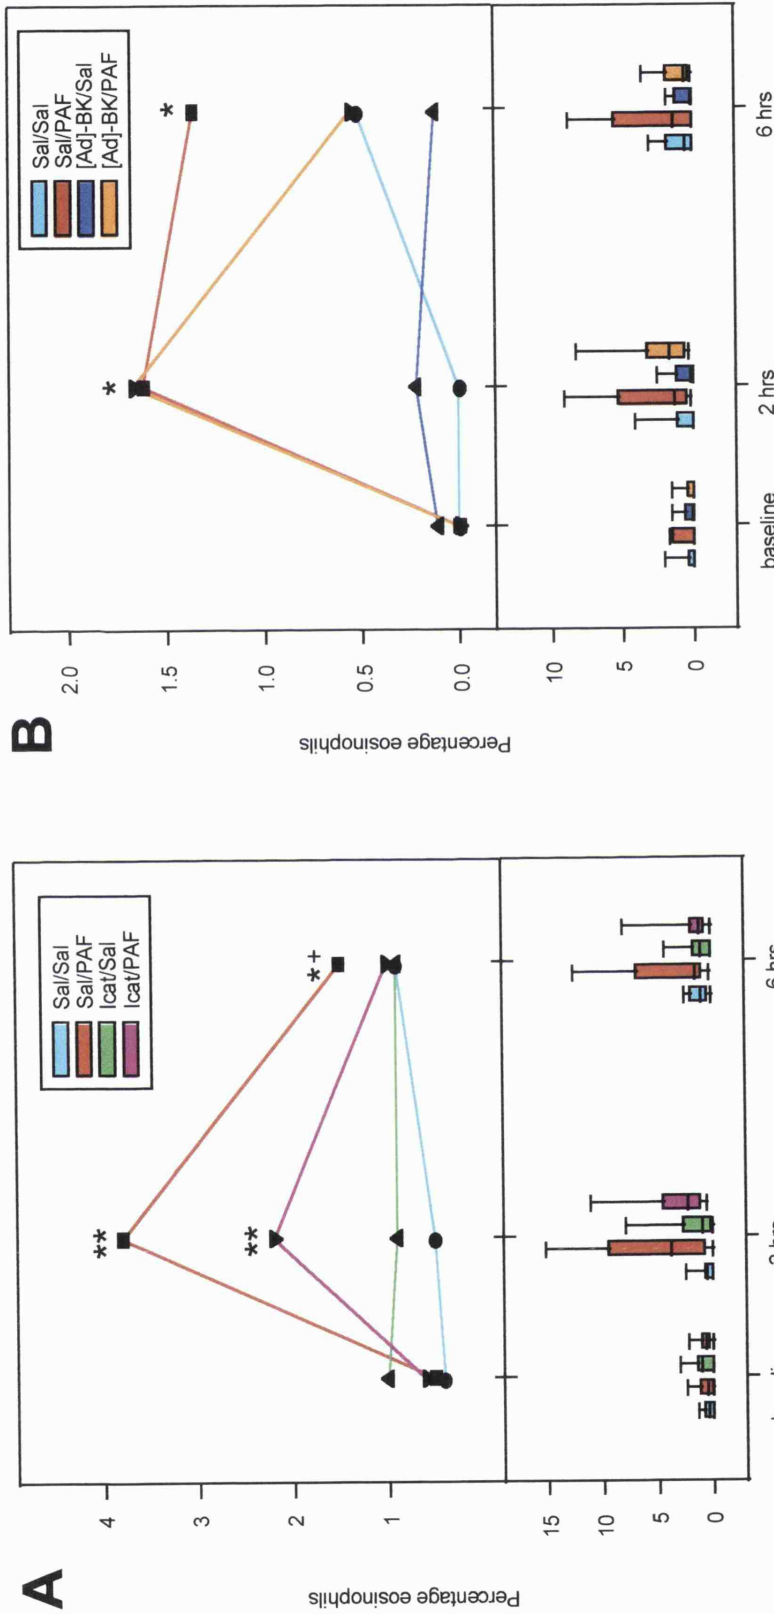 A
Sal/Sal
Sal/PAF
Icat/Sal
Icat/PAF
4
3
2
1
Percentage eosinophils
**
**
*+
15
10
5
0
6 hrs
B
Sal/Sal
Sal/PAF
[Ad]-BK/Sal
[Ad]-BK/PAF
2.0
1.5
1.0
0.5
0.0
Percentage eosinophils
*
*
10
5
0
baseline
2 hrs
6 hrs